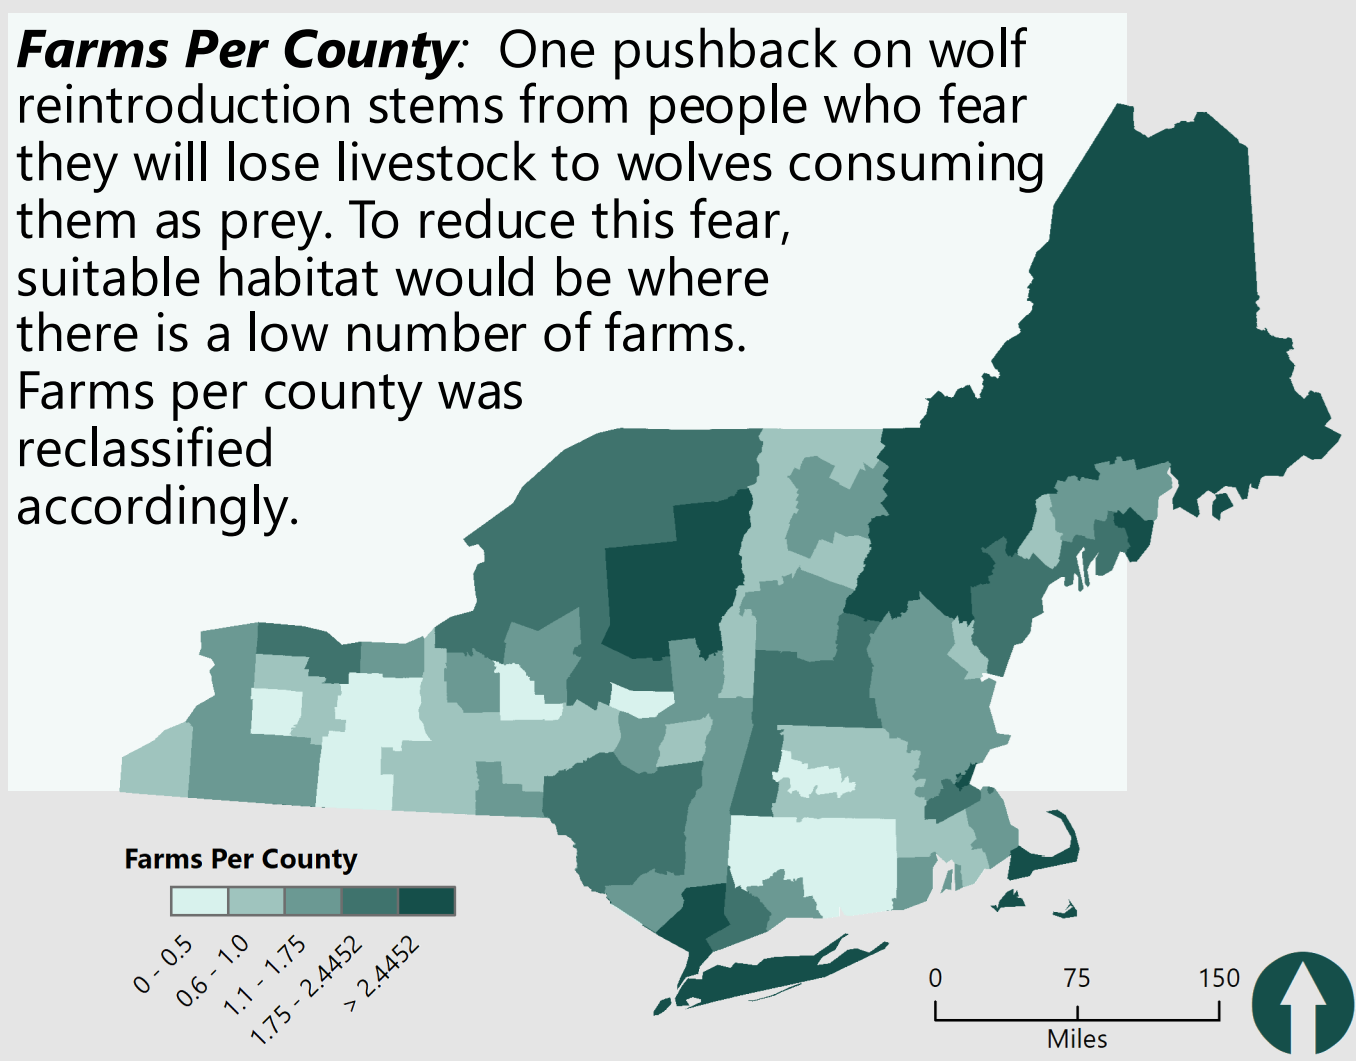 Farms Per County: One pushback on wolf
reintroduction stems from people who fear
they will lose livestock to wolves consuming
them as prey. To reduce this fear,
suitable habitat would be where
there is a low number of farms.
Farms per county was
reclassified
accordingly.
Farms Per County
0 - 0.5
0.6 - 1.0
1.1 - 1.75
1.75 - 2.4452
> 2.4452
0 75 150
Miles